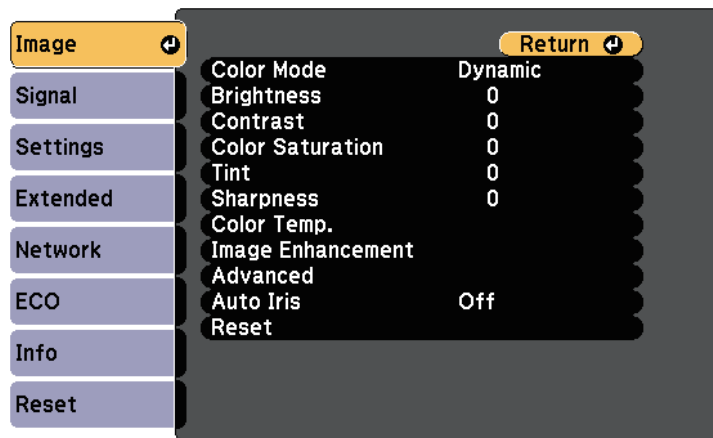 Image
Signal
Settings
Extended
Network
ECO
Info
Reset
Return
Color Mode Dynamic
Brightness 0
Contrast 0
Color Saturation 0
Tint 0
Sharpness 0
Color Temp.
Image Enhancement
Advanced
Auto Iris Off
Reset